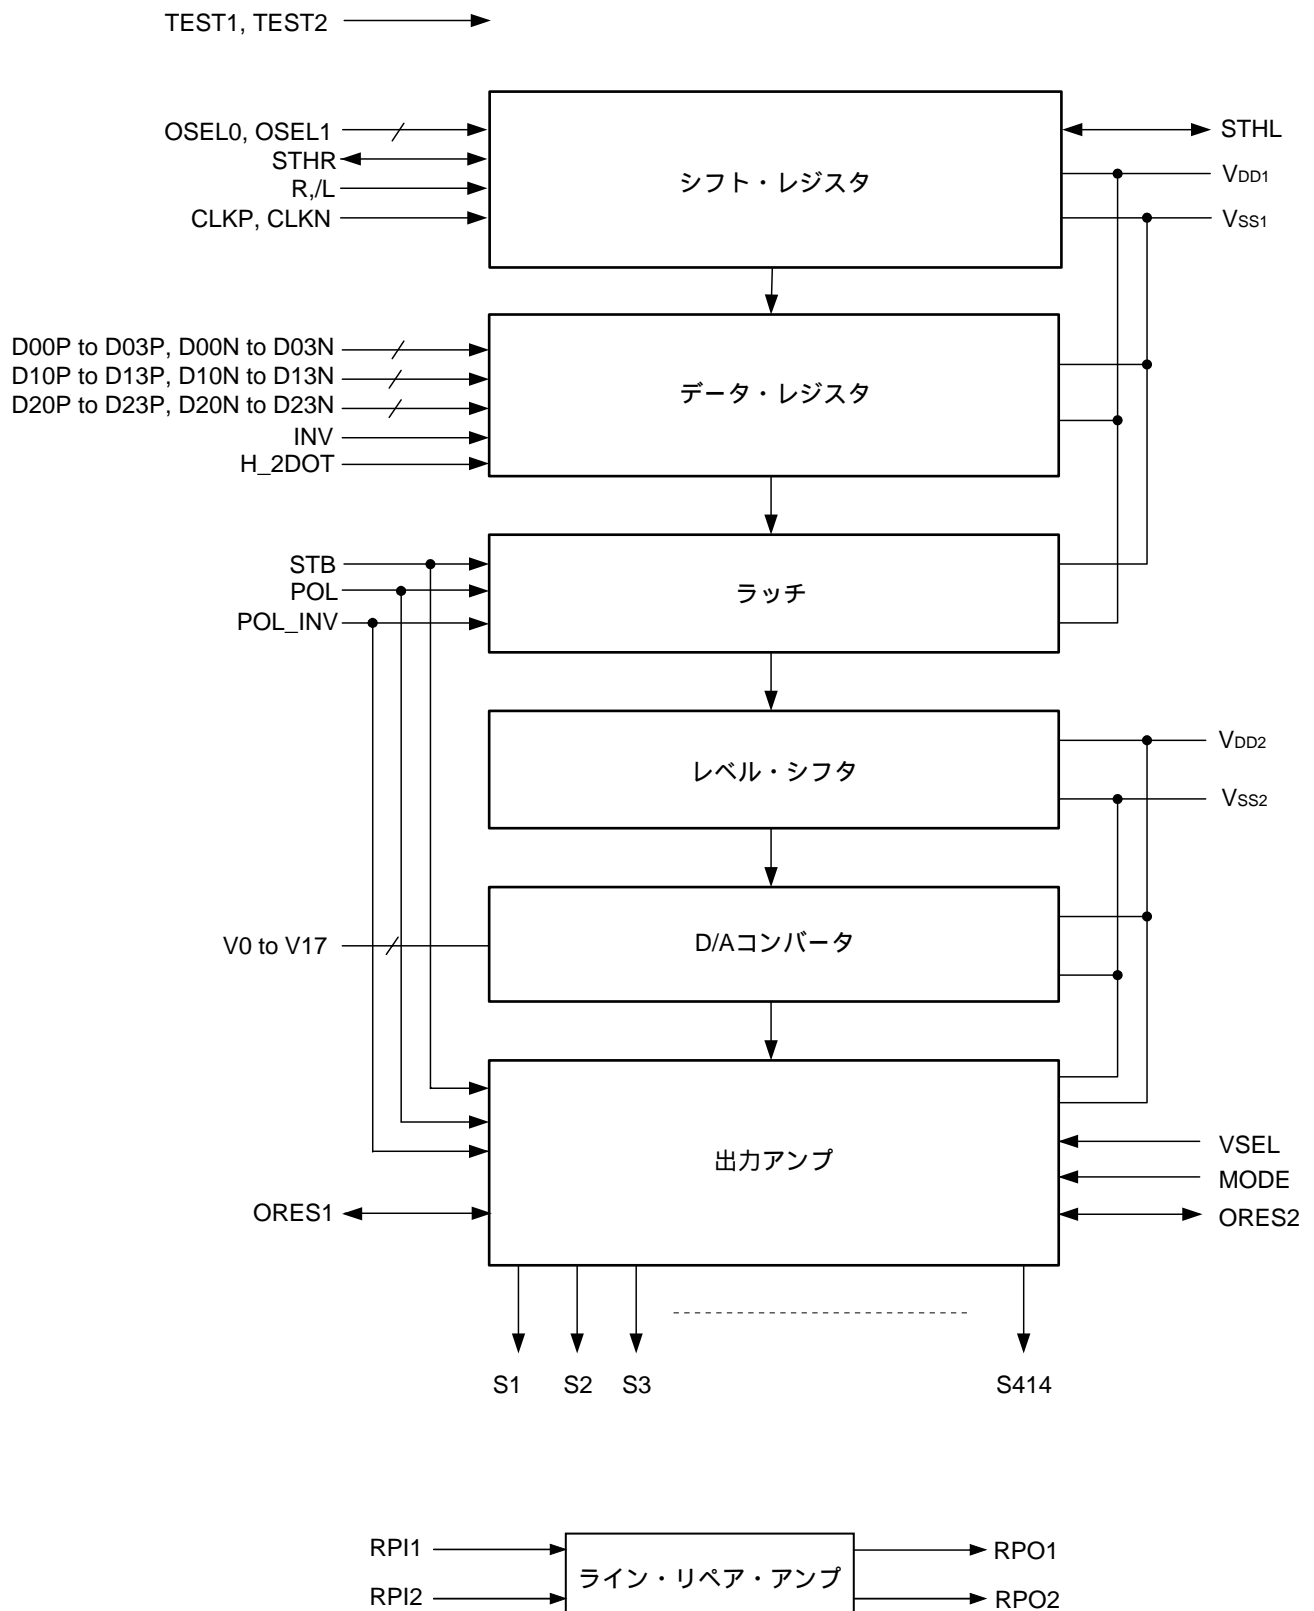 TEST1, TEST2
OSEL0, OSEL1
STHR
R,/L
CLKP, CLKN
シフト・レジスタ
STHL
VDD1
VSS1
D00P to D03P, D00N to D03N
D10P to D13P, D10N to D13N
D20P to D23P, D20N to D23N
INV
H_2DOT
データ・レジスタ
STB
POL
POL_INV
ラッチ
レベル・シフタ
VDD2
VSS2
V0 to V17
D/Aコンバータ
出力アンプ
VSEL
MODE
ORES1
ORES2
S1 S2 S3 S414
RPI1
RPI2
ライン・リペア・アンプ
RPO1
RPO2